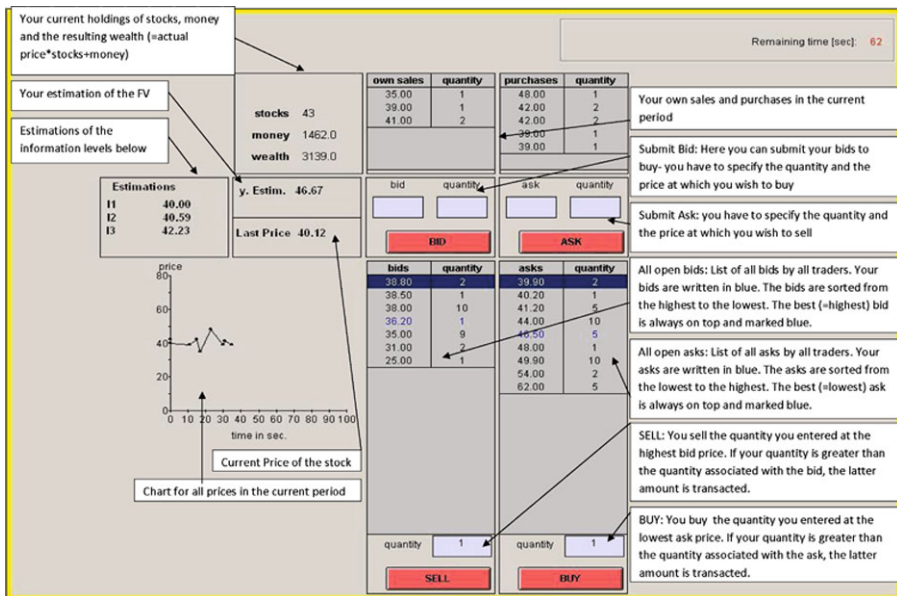 Your current holdings of stocks, money
and the resulting wealth (=actual
price*stocks+money)
Remaining time [sec]: 62
Your estimation of the FV
Estimations of the
information levels below
stocks 43
money 1462.0
wealth 3139.0
own sales quantity
35.00 1
39.00 1
41.00 2
purchases quantity
48.00 1
42.00 2
42.00 2
39.00 1
39.00 1
Your own sales and purchases in the current
period
Submit Bid: Here you can submit your bids to
buy- you have to specify the quantity and the
price at which you wish to buy
Submit Ask: you have to specify the quantity and
the price at which you wish to sell
Estimations
I1 40.00
I2 40.59
I3 42.23
y. Estim. 46.67
Last Price 40.12
bid quantity
BID
ask quantity
ASK
bids quantity
38.80 2
38.50 1
38.00 10
36.20 1
35.00 9
31.00 2
25.00 1
asks quantity
39.90 2
40.20 1
41.20 5
44.00 10
46.50 5
48.00 1
49.90 10
54.00 2
62.00 5
All open bids: List of all bids by all traders. Your
bids are written in blue. The bids are sorted from
the highest to the lowest. The best (=highest) bid
is always on top and marked blue.
All open asks: List of all asks by all traders. Your
asks are written in blue. The asks are sorted from
the lowest to the highest. The best (=lowest) ask
is always on top and marked blue.
price
80
60
40
20
0
0 10 20 30 40 50 60 70 80 90 100
time in sec.
Current Price of the stock
Chart for all prices in the current period
SELL: You sell the quantity you entered at the
highest bid price. If your quantity is greater than
the quantity associated with the bid, the latter
amount is transacted.
BUY: You buy the quantity you entered at the
lowest ask price. If your quantity is greater than
the quantity associated with the ask, the latter
amount is transacted.
quantity 1
SELL
quantity 1
BUY